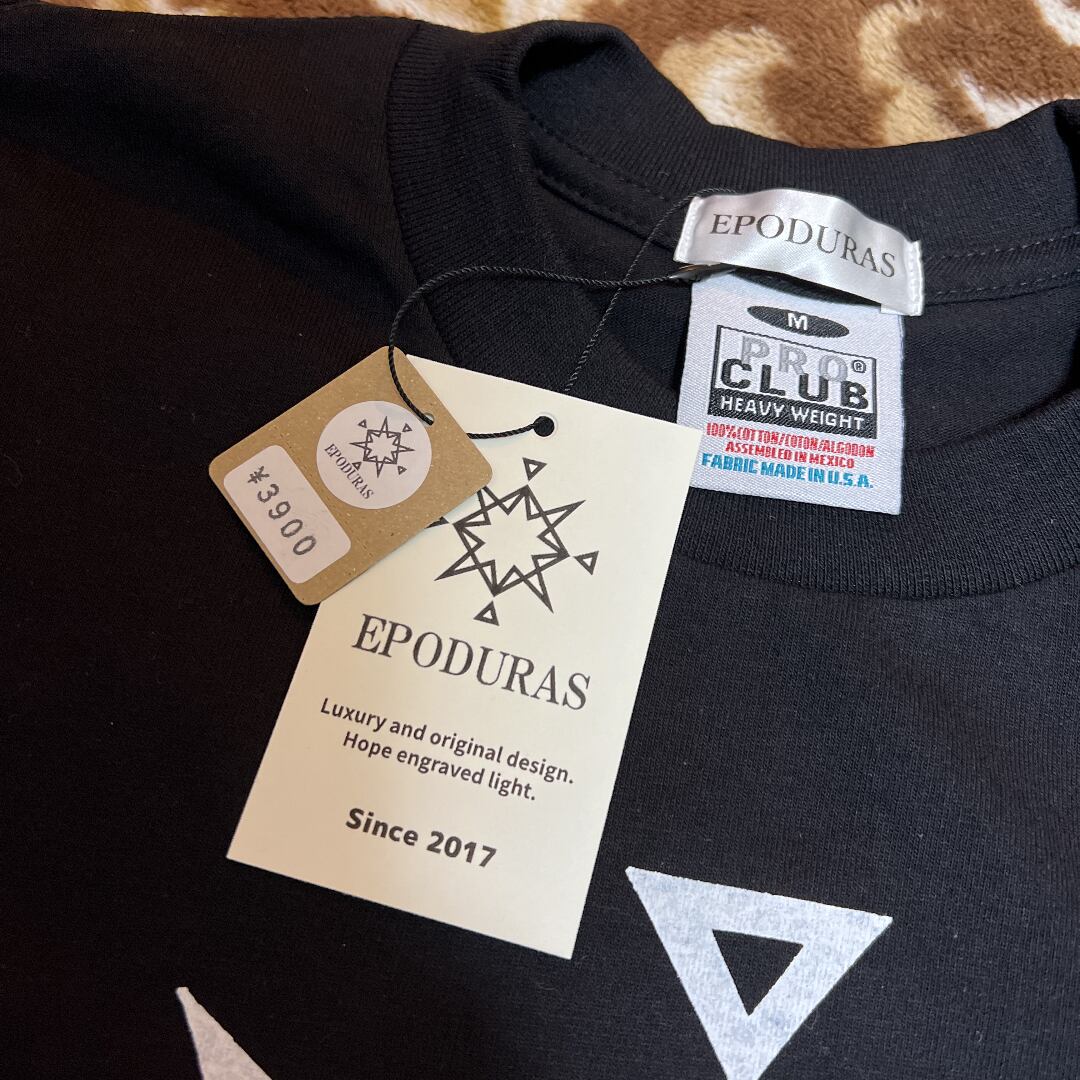 EPODURAS
M
PRO®
CLUB
HEAVY WEIGHT
100% COTTON/COTON/ALGODON
ASSEMBLED IN MEXICO
FABRIC MADE IN U.S.A.
EPODURAS
¥3900
EPODURAS
Luxury and original design.
Hope engraved light.
Since 2017